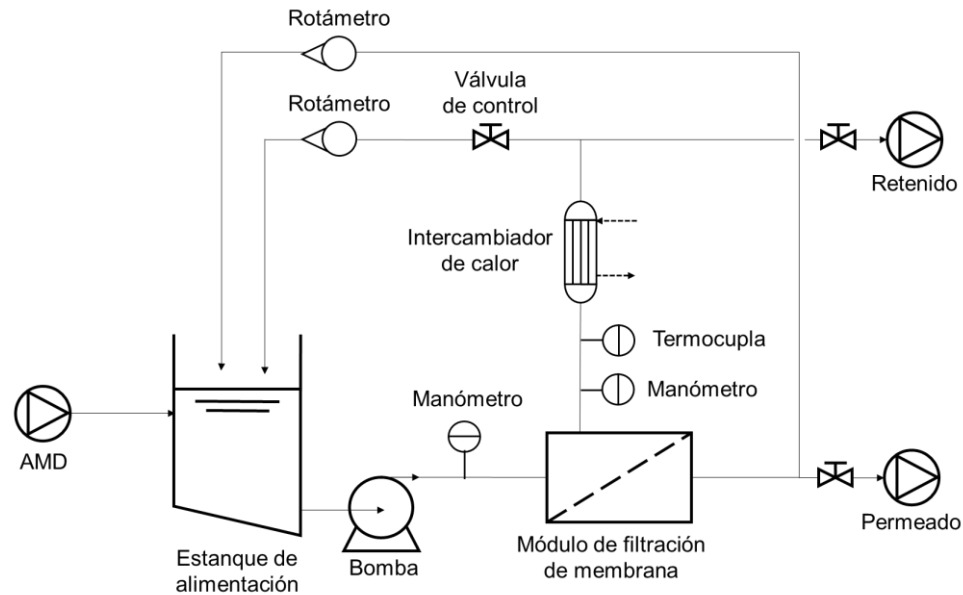 Rotámetro
Rotámetro
Válvula
de control
Retenido
Intercambiador
de calor
Termocupla
Manómetro
Manómetro
AMD
Permeado
Estanque de
alimentación
Bomba
Módulo de filtración
de membrana